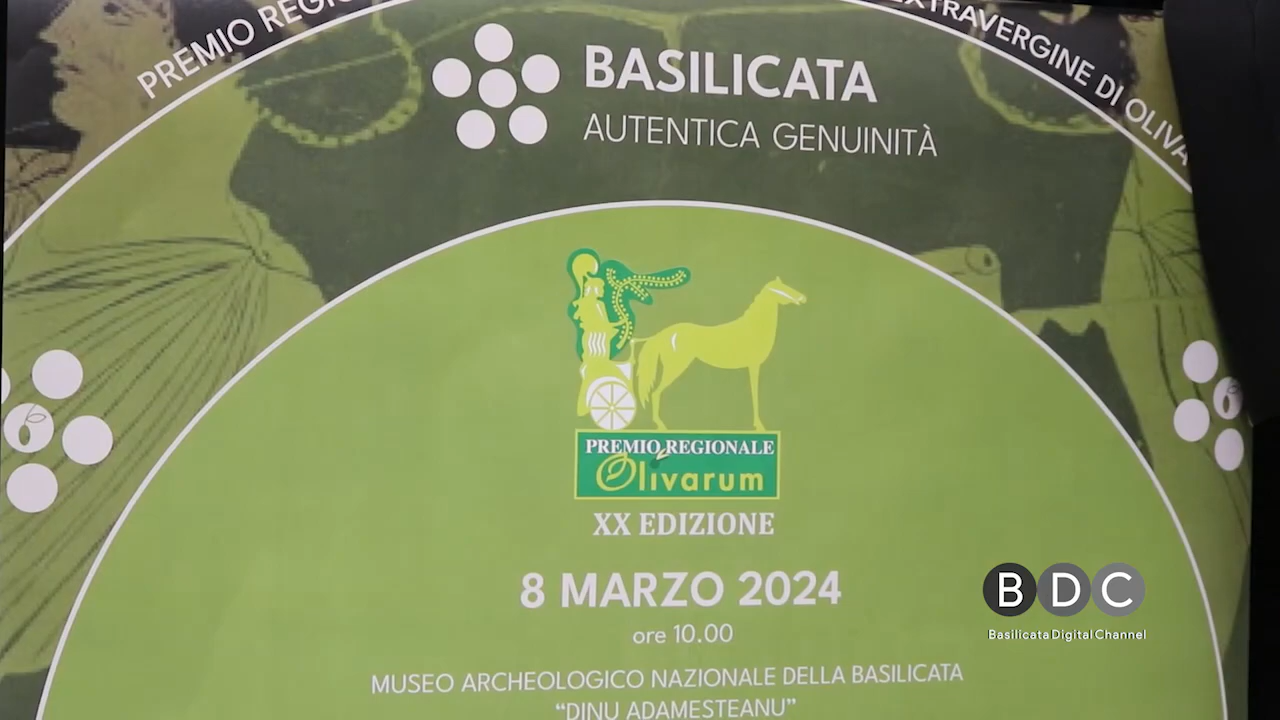 PREMIO
EXTRAVERGINE DI OLIVA
BASILICATA
AUTENTICA GENUINITÀ
PREMIO REGIONALE
Olivarum
XX EDIZIONE
8 MARZO 2024
ore 10.00
BDC
Basilicata Digital Channel
MUSEO ARCHEOLOGICO NAZIONALE DELLA BASILICATA
“DINU ADAMESTEANU”